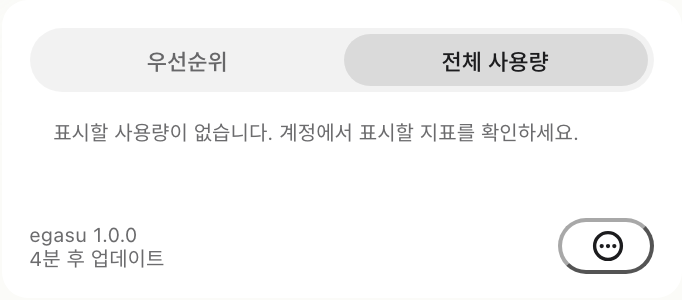 우선순위
전체 사용량
표시할 사용량이 없습니다. 계정에서 표시할 지표를 확인하세요.
egasu 1.0.0
4분 후 업데이트